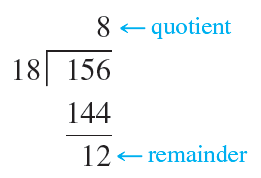 8 ← quotient
18 156
144
12 ← remainder